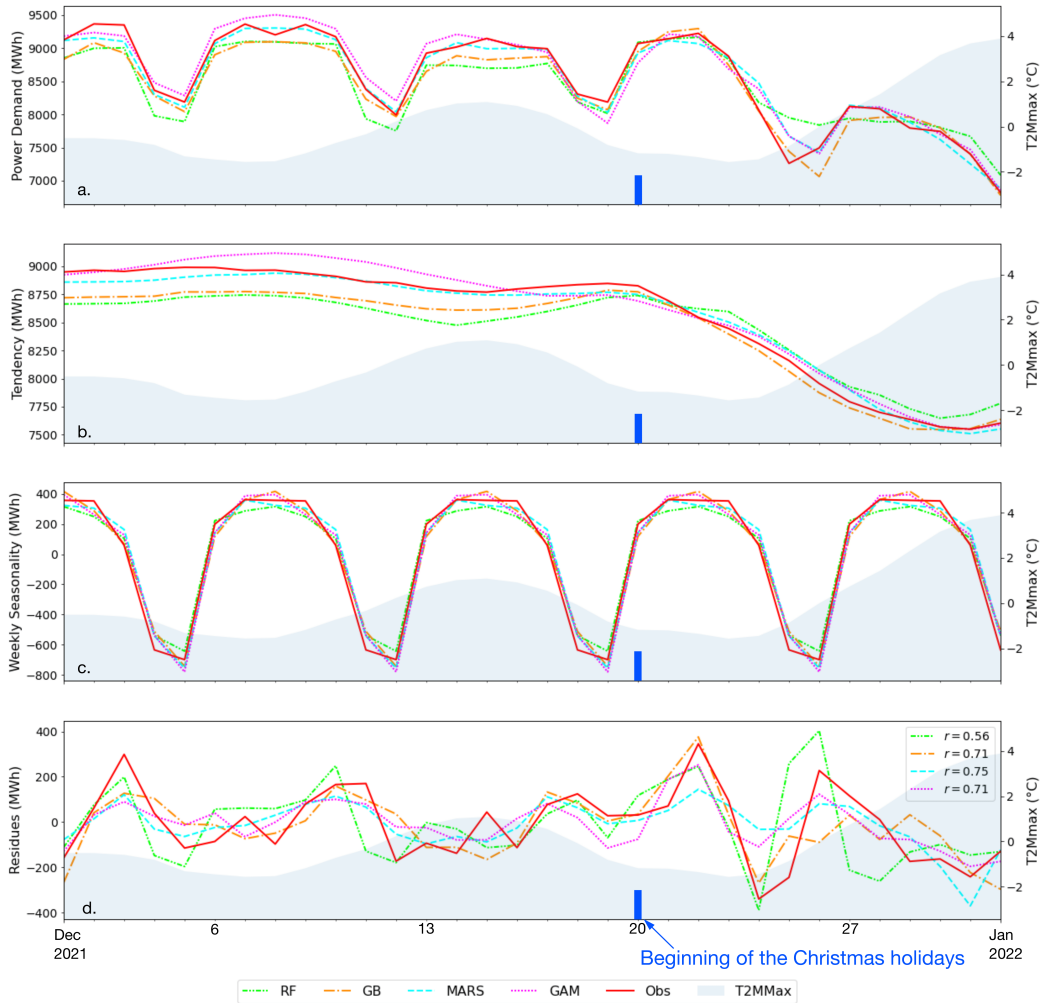 Power Demand (MWh)
9500
9000
8500
8000
7500
7000
a.
4
2
0
−2
T2Mmax (°C)
Tendency (MWh)
9000
8750
8500
8250
8000
7750
7500
b.
4
2
0
−2
T2Mmax (°C)
Weekly Seasonality (MWh)
400
200
0
−200
−400
−600
−800
c.
4
2
0
−2
T2Mmax (°C)
Residues (MWh)
400
200
0
−200
−400
d.
r = 0.56
r = 0.71
r = 0.75
r = 0.71
4
2
0
−2
T2Mmax (°C)
Dec
2021
6
13
20
27
Jan
2022
Beginning of the Christmas holidays
RF GB MARS GAM Obs T2MMax